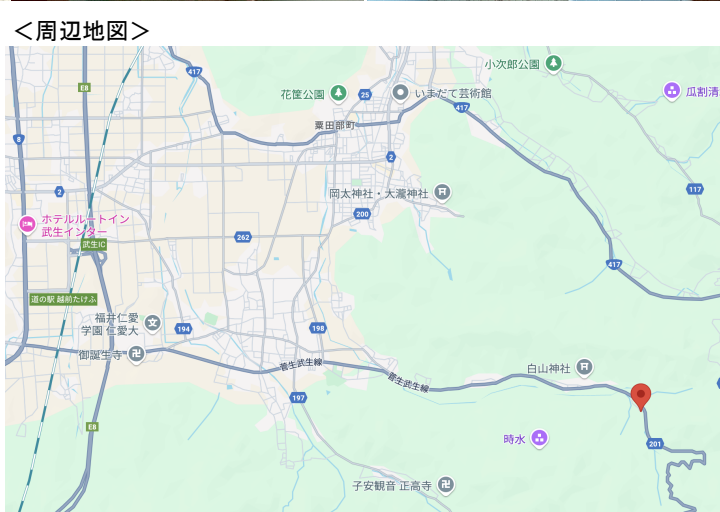 ＜周辺地図＞
小次郎公園
417
E8
花筐公園
25
いまだて芸術館
瓜割清
417
粟田部町
8
2
2
117
岡太神社・大瀧神社
200
ホテルルートイン
武生インター
262
武生IC
417
道の駅 越前たけふ
福井仁愛
学園 仁愛大
194
198
御誕生寺
菅生武生線
菅生武生線
白山神社
197
E8
時水
201
子安観音 正高寺